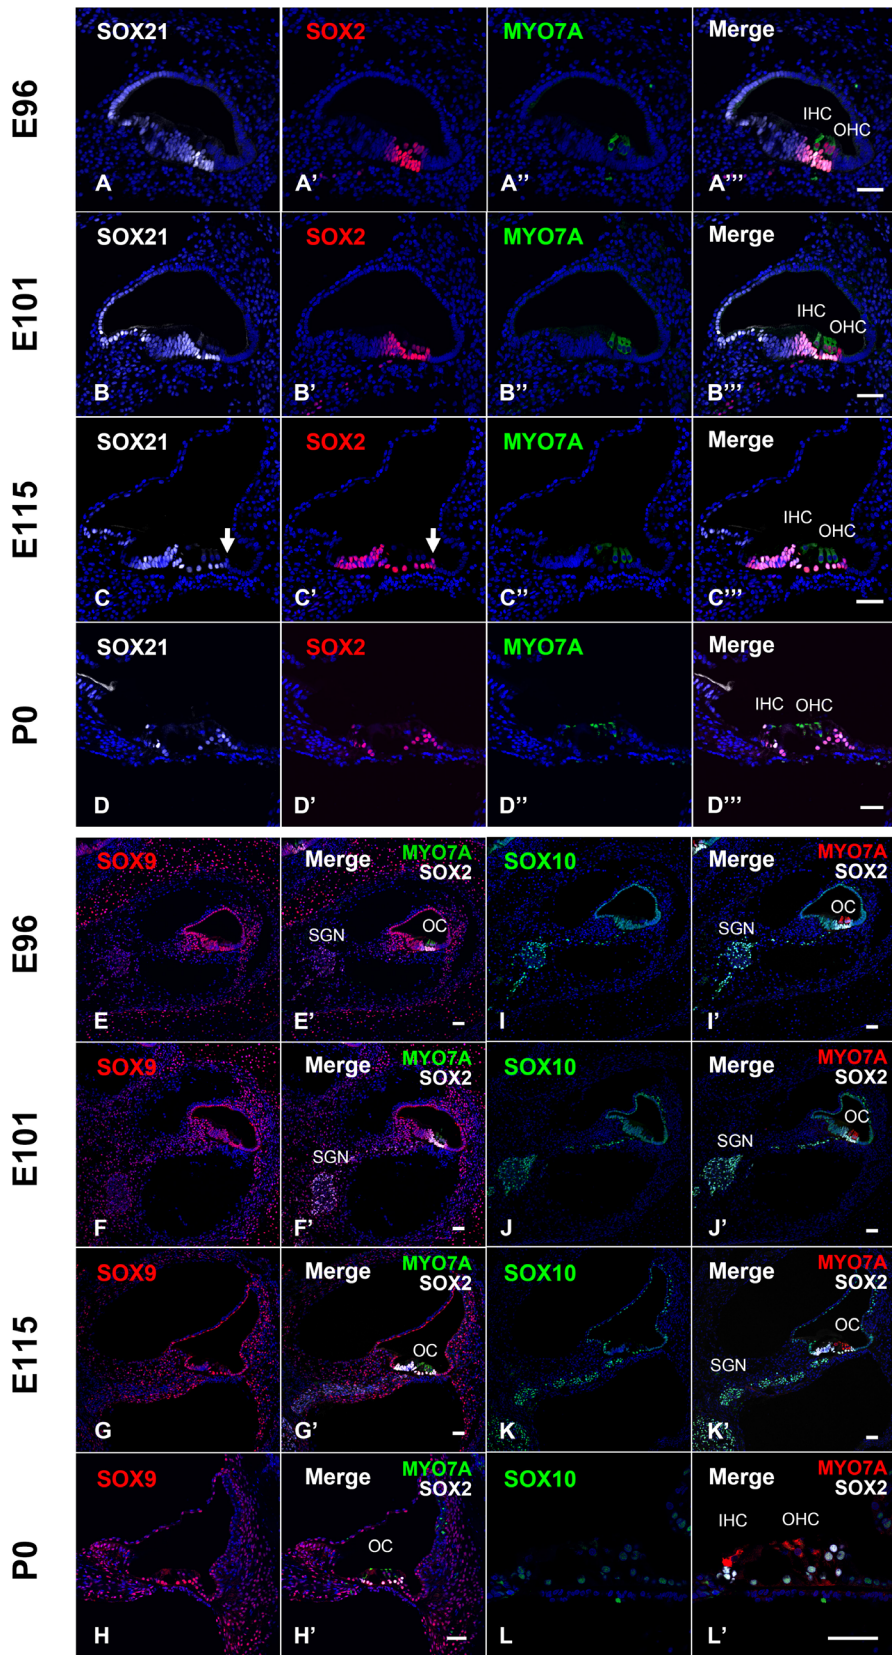 E96
SOX21
SOX2
MYO7A
Merge
IHC
OHC
A
A'
A''
A'''
E101
SOX21
SOX2
MYO7A
Merge
IHC
OHC
B
B'
B''
B'''
E115
SOX21
SOX2
MYO7A
Merge
IHC
OHC
C
C'
C''
C'''
P0
SOX21
SOX2
MYO7A
Merge
IHC
OHC
D
D'
D''
D'''
E96
SOX9
Merge
MYO7A
SOX2
SOX10
Merge
MYO7A
SOX2
OC
OC
SGN
SGN
E
E'
I
I'
E101
SOX9
Merge
MYO7A
SOX2
SOX10
Merge
MYO7A
SOX2
OC
OC
SGN
SGN
F
F'
J
J'
E115
SOX9
Merge
MYO7A
SOX2
SOX10
Merge
MYO7A
SOX2
OC
OC
SGN
G
G'
K
K'
P0
SOX9
Merge
MYO7A
SOX2
SOX10
Merge
MYO7A
SOX2
IHC
OHC
OC
H
H'
L
L'